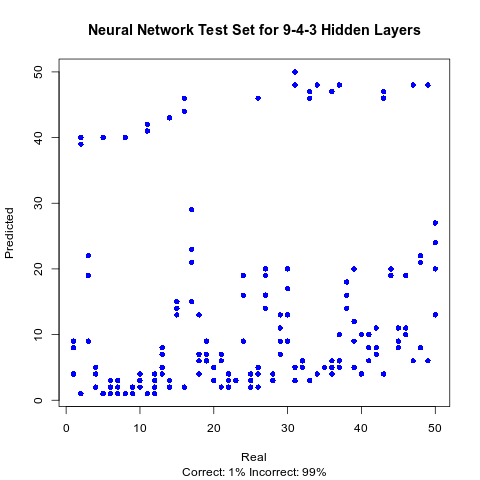 Neural Network Test Set for 9-4-3 Hidden Layers
50
40
30
20
10
0
Predicted
0 10 20 30 40 50
Real
Correct: 1% Incorrect: 99%